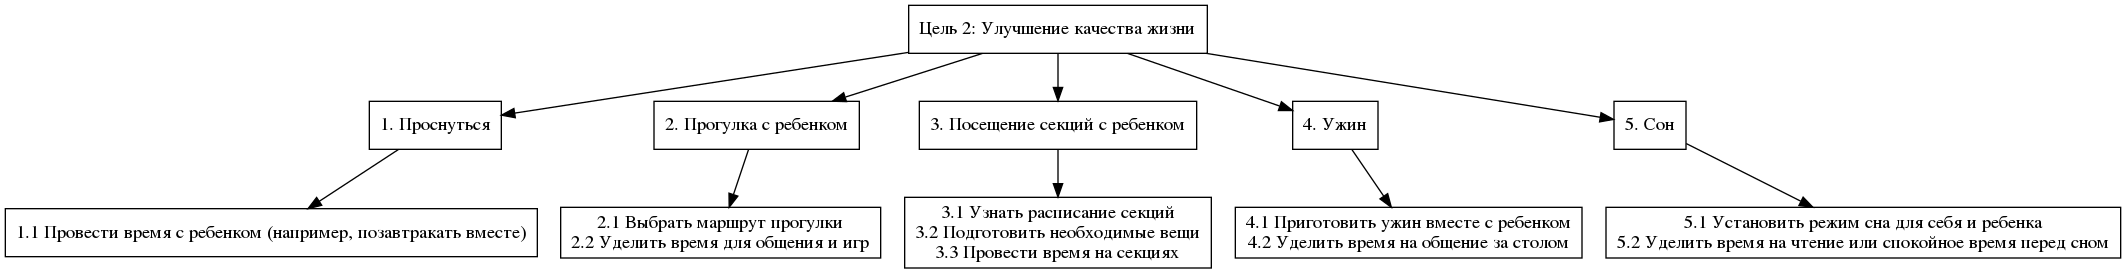 Цель 2: Улучшение качества жизни
1. Проснуться
2. Прогулка с ребенком
3. Посещение секций с ребенком
4. Ужин
5. Сон
1.1 Провести время с ребенком (например, позавтракать вместе)
2.1 Выбрать маршрут прогулки
2.2 Уделить время для общения и игр
3.1 Узнать расписание секций
3.2 Подготовить необходимые вещи
3.3 Провести время на секциях
4.1 Приготовить ужин вместе с ребенком
4.2 Уделить время на общение за столом
5.1 Установить режим сна для себя и ребенка
5.2 Уделить время на чтение или спокойное время перед сном